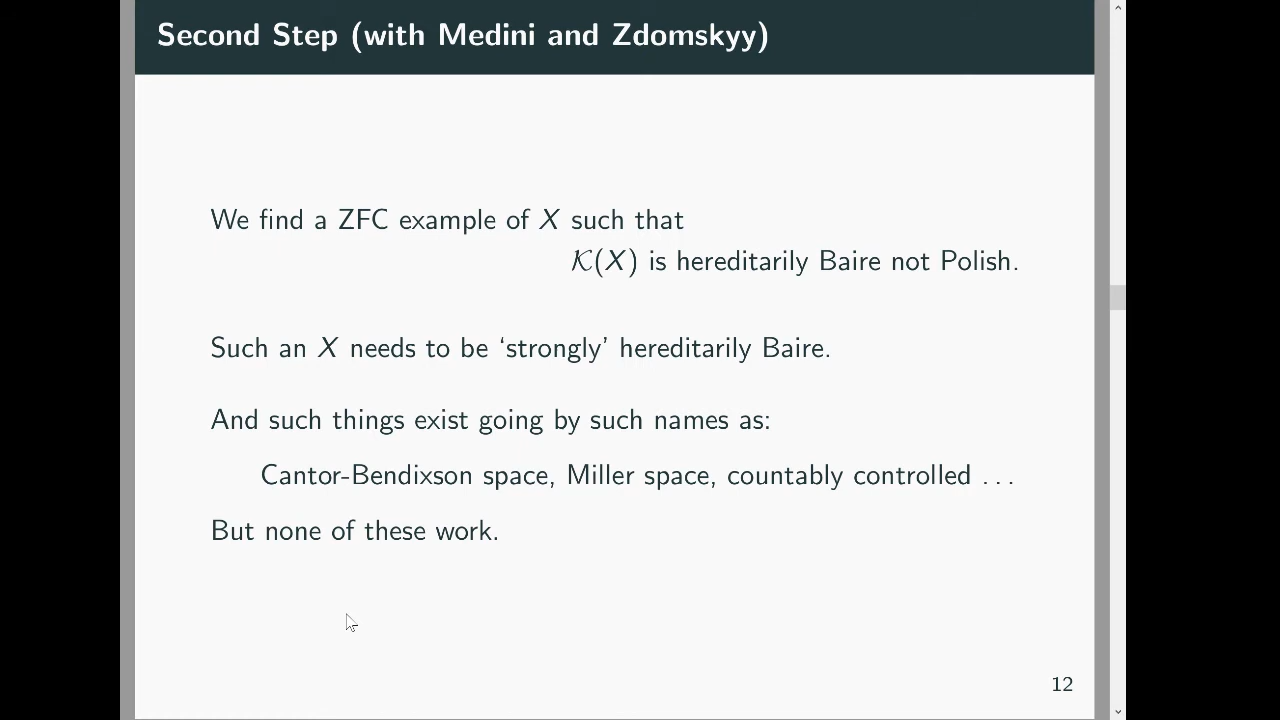 Second Step (with Medini and Zdomskyy)
We find a ZFC example of X such that
𝒦(X) is hereditarily Baire not Polish.
Such an X needs to be ‘strongly’ hereditarily Baire.
And such things exist going by such names as:
Cantor-Bendixson space, Miller space, countably controlled . . .
But none of these work.
12